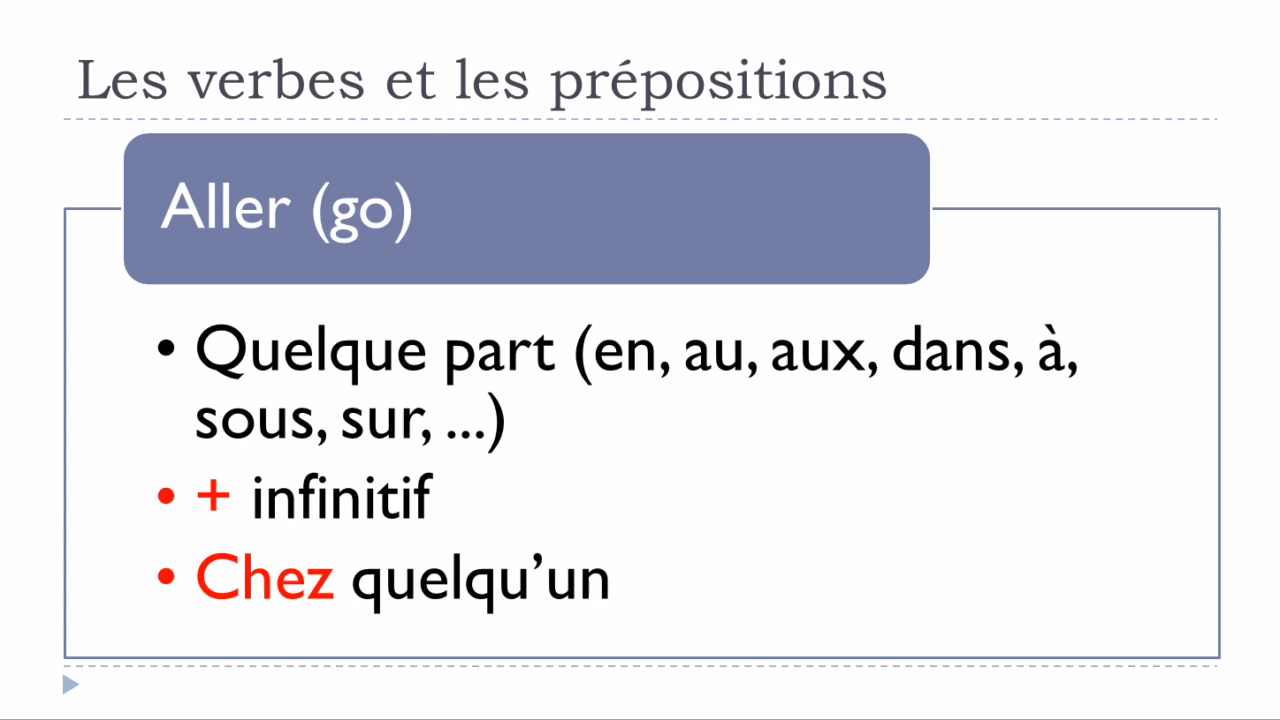 Les verbes et les prépositions
Aller (go)
• Quelque part (en, au, aux, dans, à,
sous, sur, ...)
• + infinitif
• Chez quelqu’un